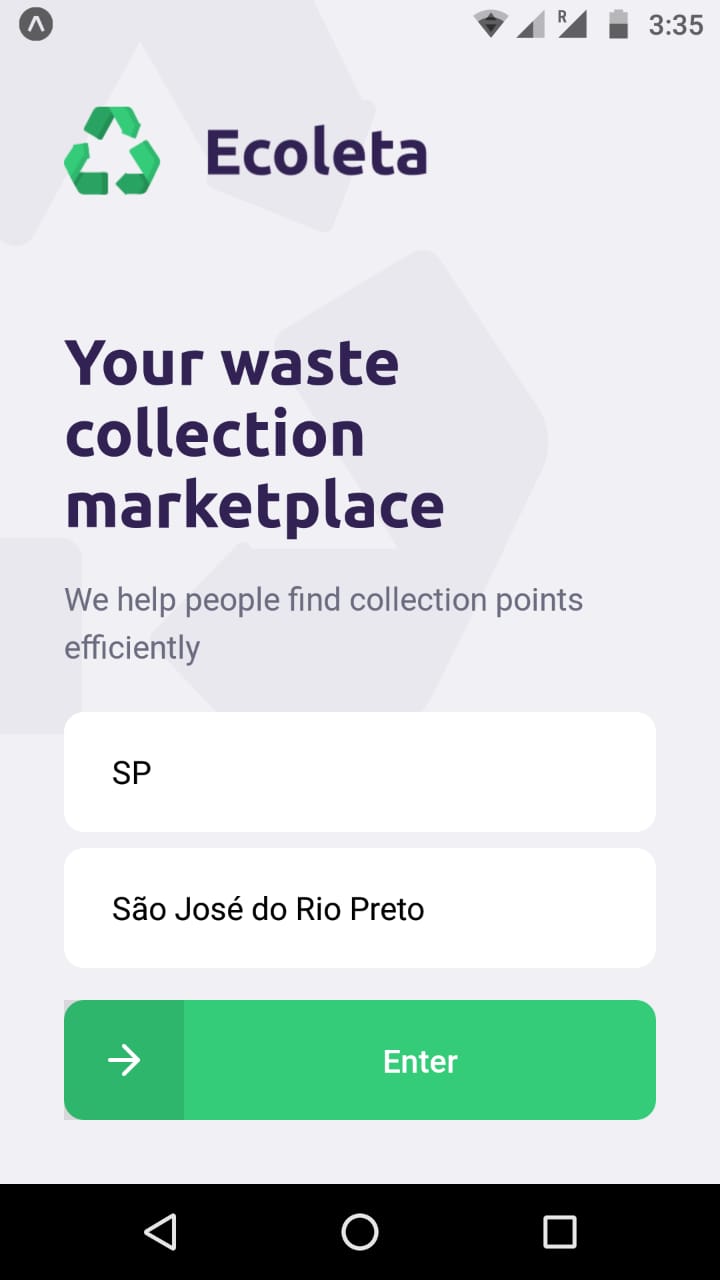 R 3:35
Ecoleta
Your waste
collection
marketplace
We help people find collection points
efficiently
SP
São José do Rio Preto
Enter